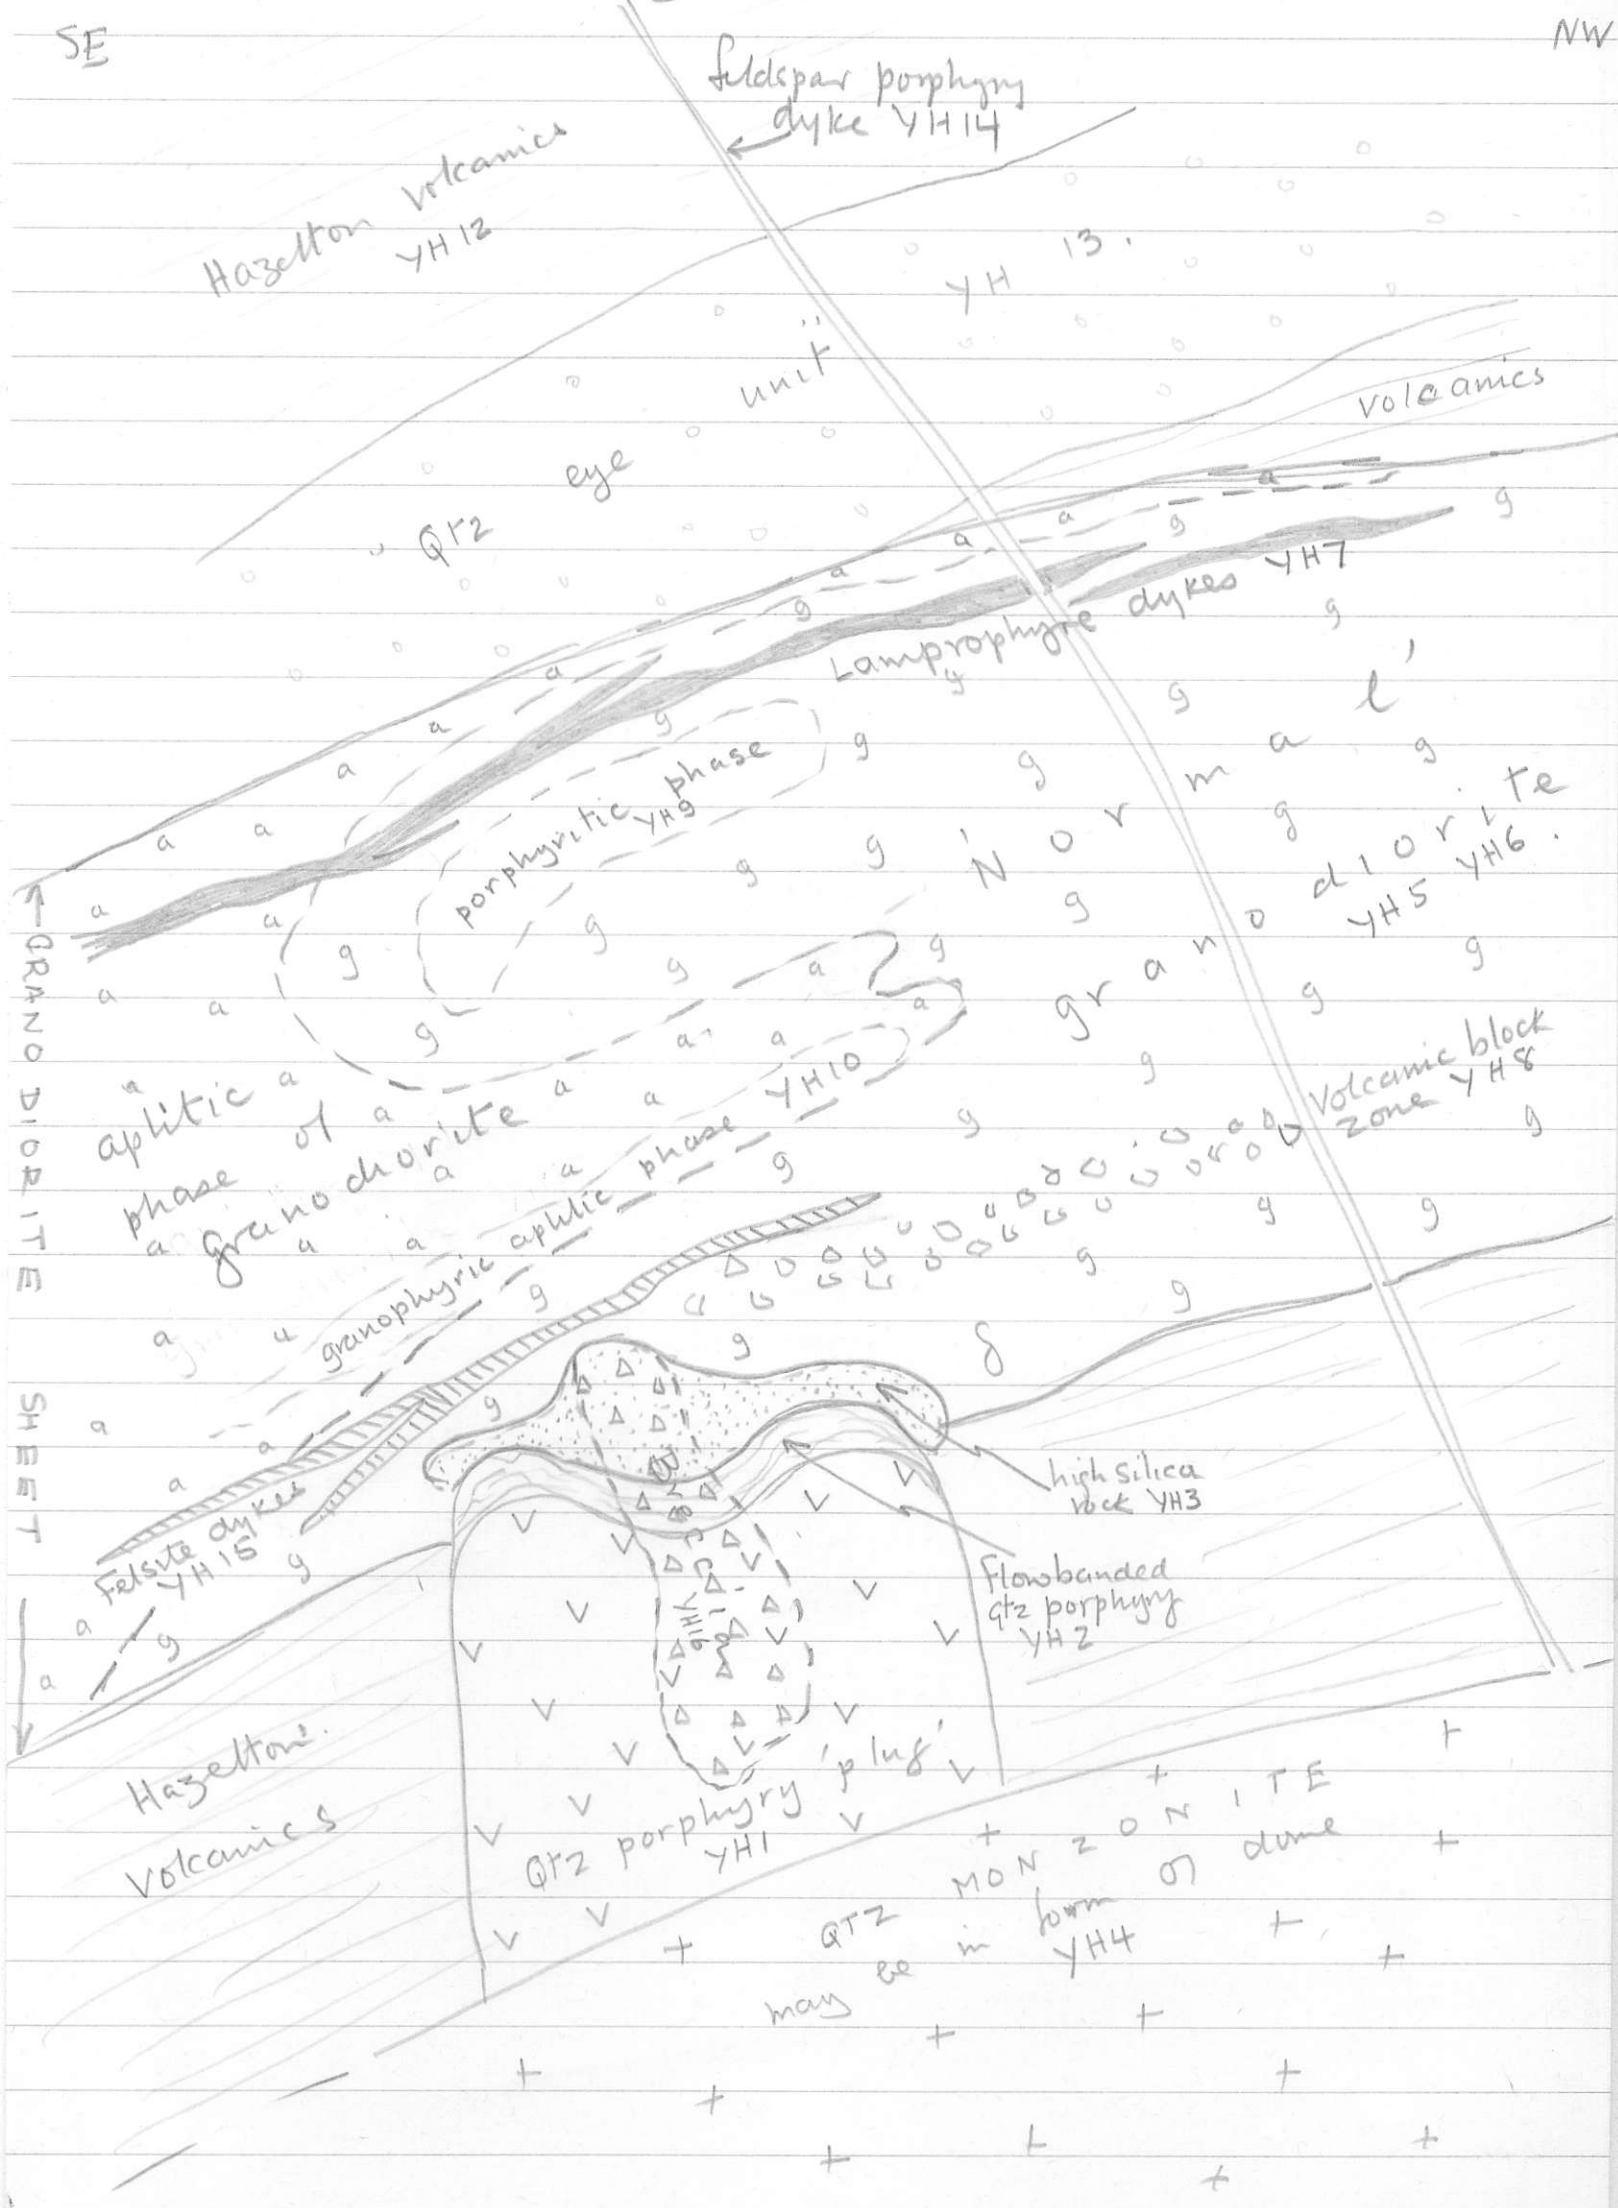 SE
NW
feldspar porphyry
dyke YH14
Hazelton volcanics
YH12
YH 13.
Qtz eye unit
volcanics
a
g
Lamprophyre dykes YH7
porphyritic phase
YH9
'Normal'
granodiorite
YH5 YH6.
←GRANODIORITE SHEET
aplitic
phase of
granodiorite
granophyric aplitic phase YH10
Volcanic block
zone YH8
Felsite dykes
YH15
high silica
rock YH3
Flowbanded
qtz porphyry
YH2
YH16
Hazelton
Volcanics
Qtz porphyry 'plug'
YH1
QTZ MONZONITE
may be in form of dome
YH4